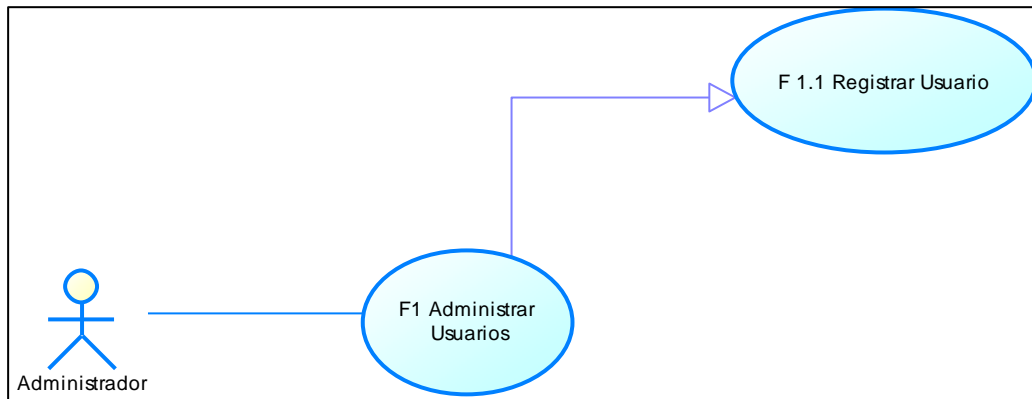 F 1.1 Registrar Usuario
F1 Administrar
Usuarios
Administrador